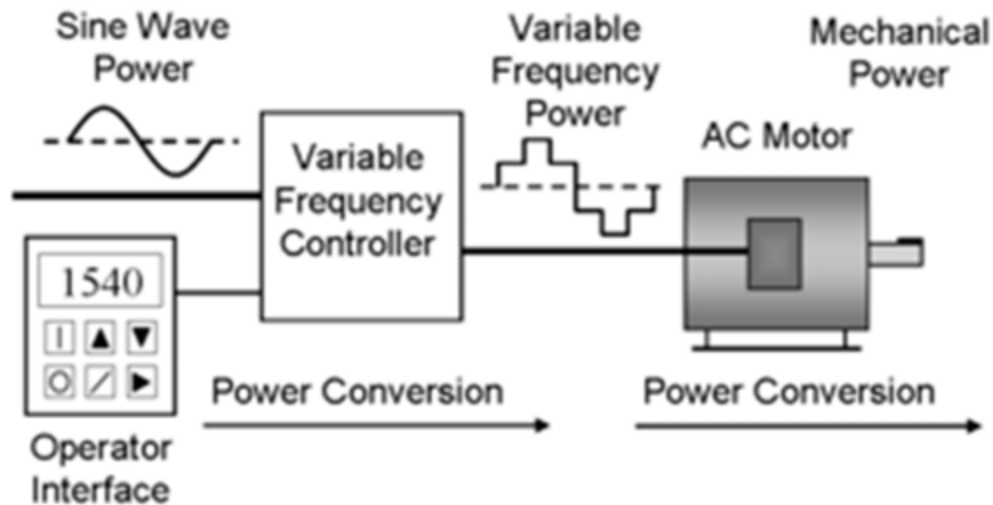 Sine Wave
Power
Variable
Frequency
Power
Mechanical
Power
AC Motor
Variable
Frequency
Controller
1540
Power Conversion
Power Conversion
Operator
Interface